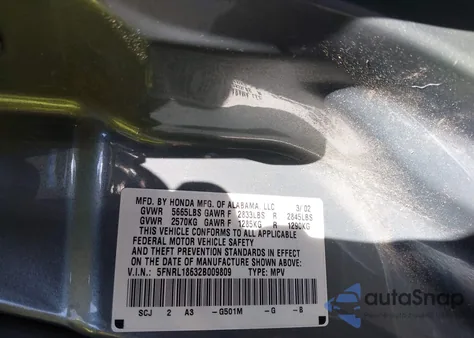 MFD. BY HONDA MFG. OF ALABAMA, LLC 3/02
GVWR 5665LBS GAWR F 2833LBS R 2845LBS
GVWR 2570KG GAWR F 1285KG R 1290KG
THIS VEHICLE CONFORMS TO ALL APPLICABLE
FEDERAL MOTOR VEHICLE SAFETY
AND THEFT PREVENTION STANDARDS IN EFFECT
ON THE DATE OF MANUFACTURE SHOWN ABOVE.
V.I.N.: 5FNRL18632B009809 TYPE: MPV
SCJ 2 A3 -G501M -G -B
autoSnap